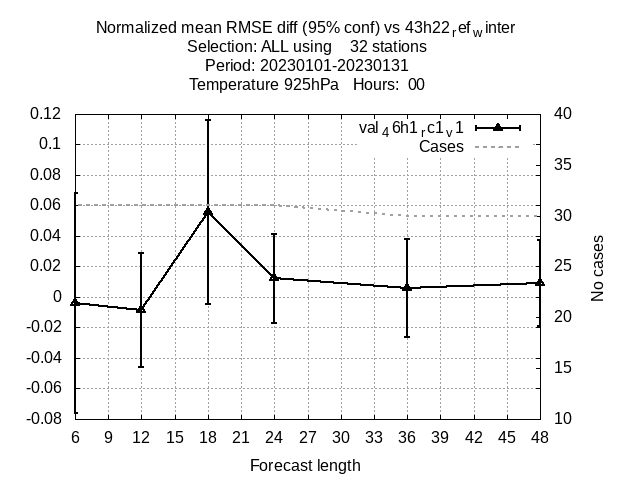 Normalized mean RMSE diff (95% conf) vs 43h22ref winter
Selection: ALL using 32 stations
Period: 20230101-20230131
Temperature 925hPa Hours: 00
0.12
0.1
0.08
0.06
0.04
0.02
0
-0.02
-0.04
-0.06
-0.08
40
35
30
25
20
15
10
val46h1rc1v1
Cases
No cases
6 9 12 15 18 21 24 27 30 33 36 39 42 45 48
Forecast length